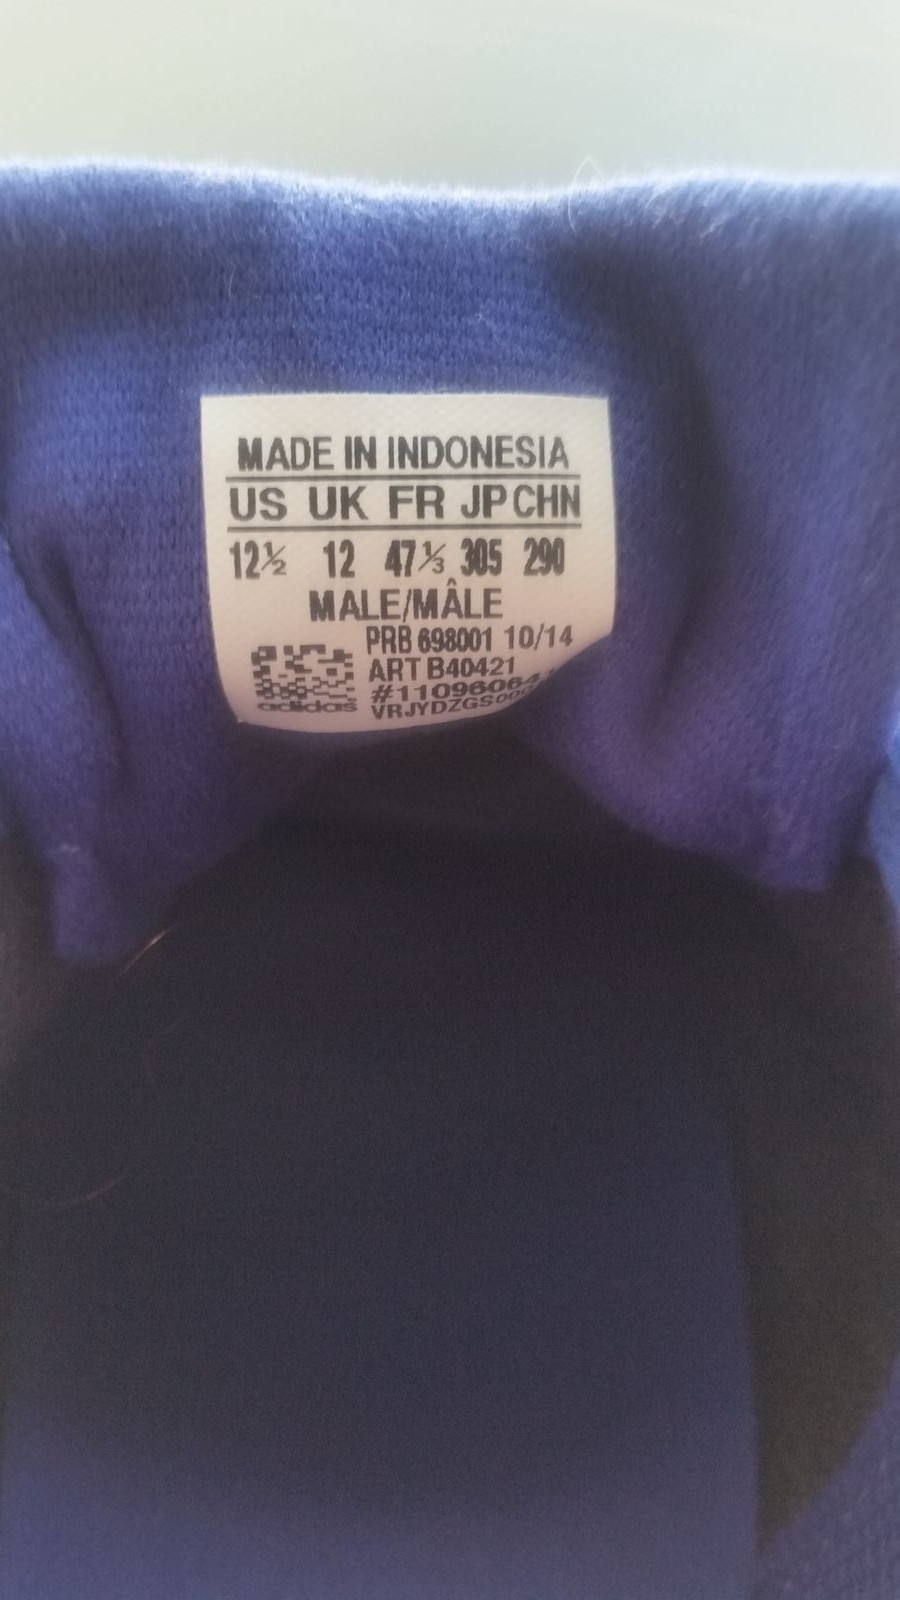 MADE IN INDONESIA
US UK FR JP CHN
12½ 12 47⅓ 305 290
MALE/MÂLE
PRB 698001 10/14
ART B40421
adidas